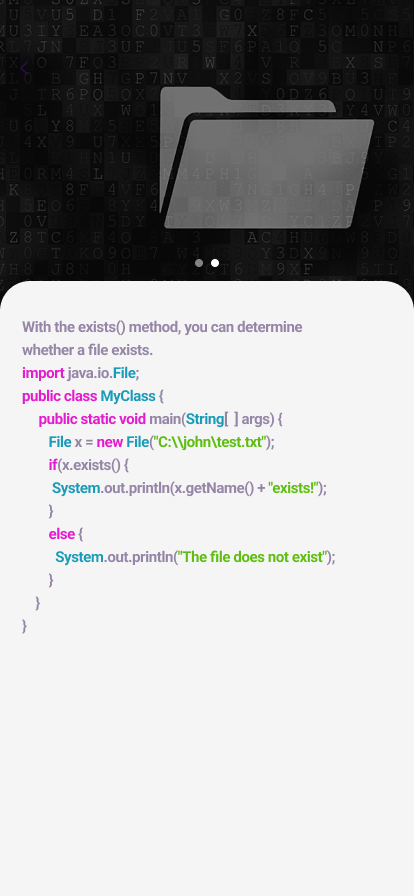 With the exists() method, you can determine
whether a file exists.
import java.io.File;
public class MyClass {
public static void main(String[ ] args) {
File x = new File("C:\\john\test.txt");
if(x.exists() {
System.out.println(x.getName() + "exists!");
}
else {
System.out.println("The file does not exist");
}
}
}